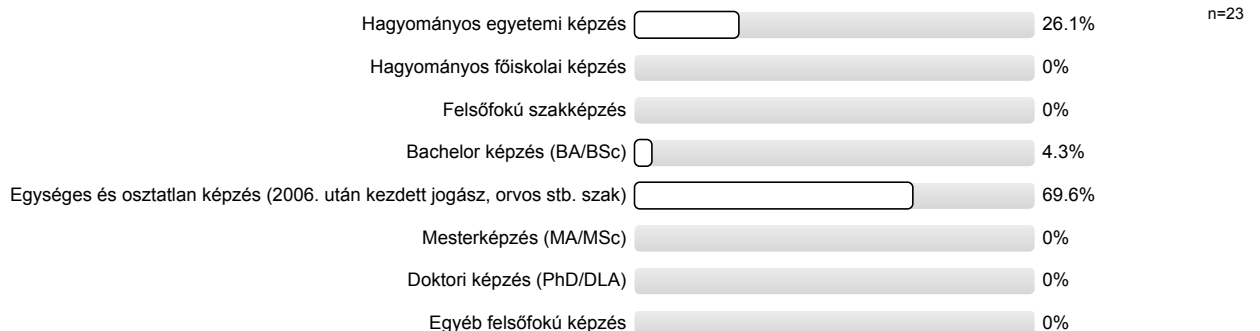 Hagyományos egyetemi képzés 26.1% n=23
Hagyományos főiskolai képzés 0%
Felsőfokú szakképzés 0%
Bachelor képzés (BA/BSc) 4.3%
Egységes és osztatlan képzés (2006. után kezdett jogász, orvos stb. szak) 69.6%
Mesterképzés (MA/MSc) 0%
Doktori képzés (PhD/DLA) 0%
Egyéb felsőfokú képzés 0%